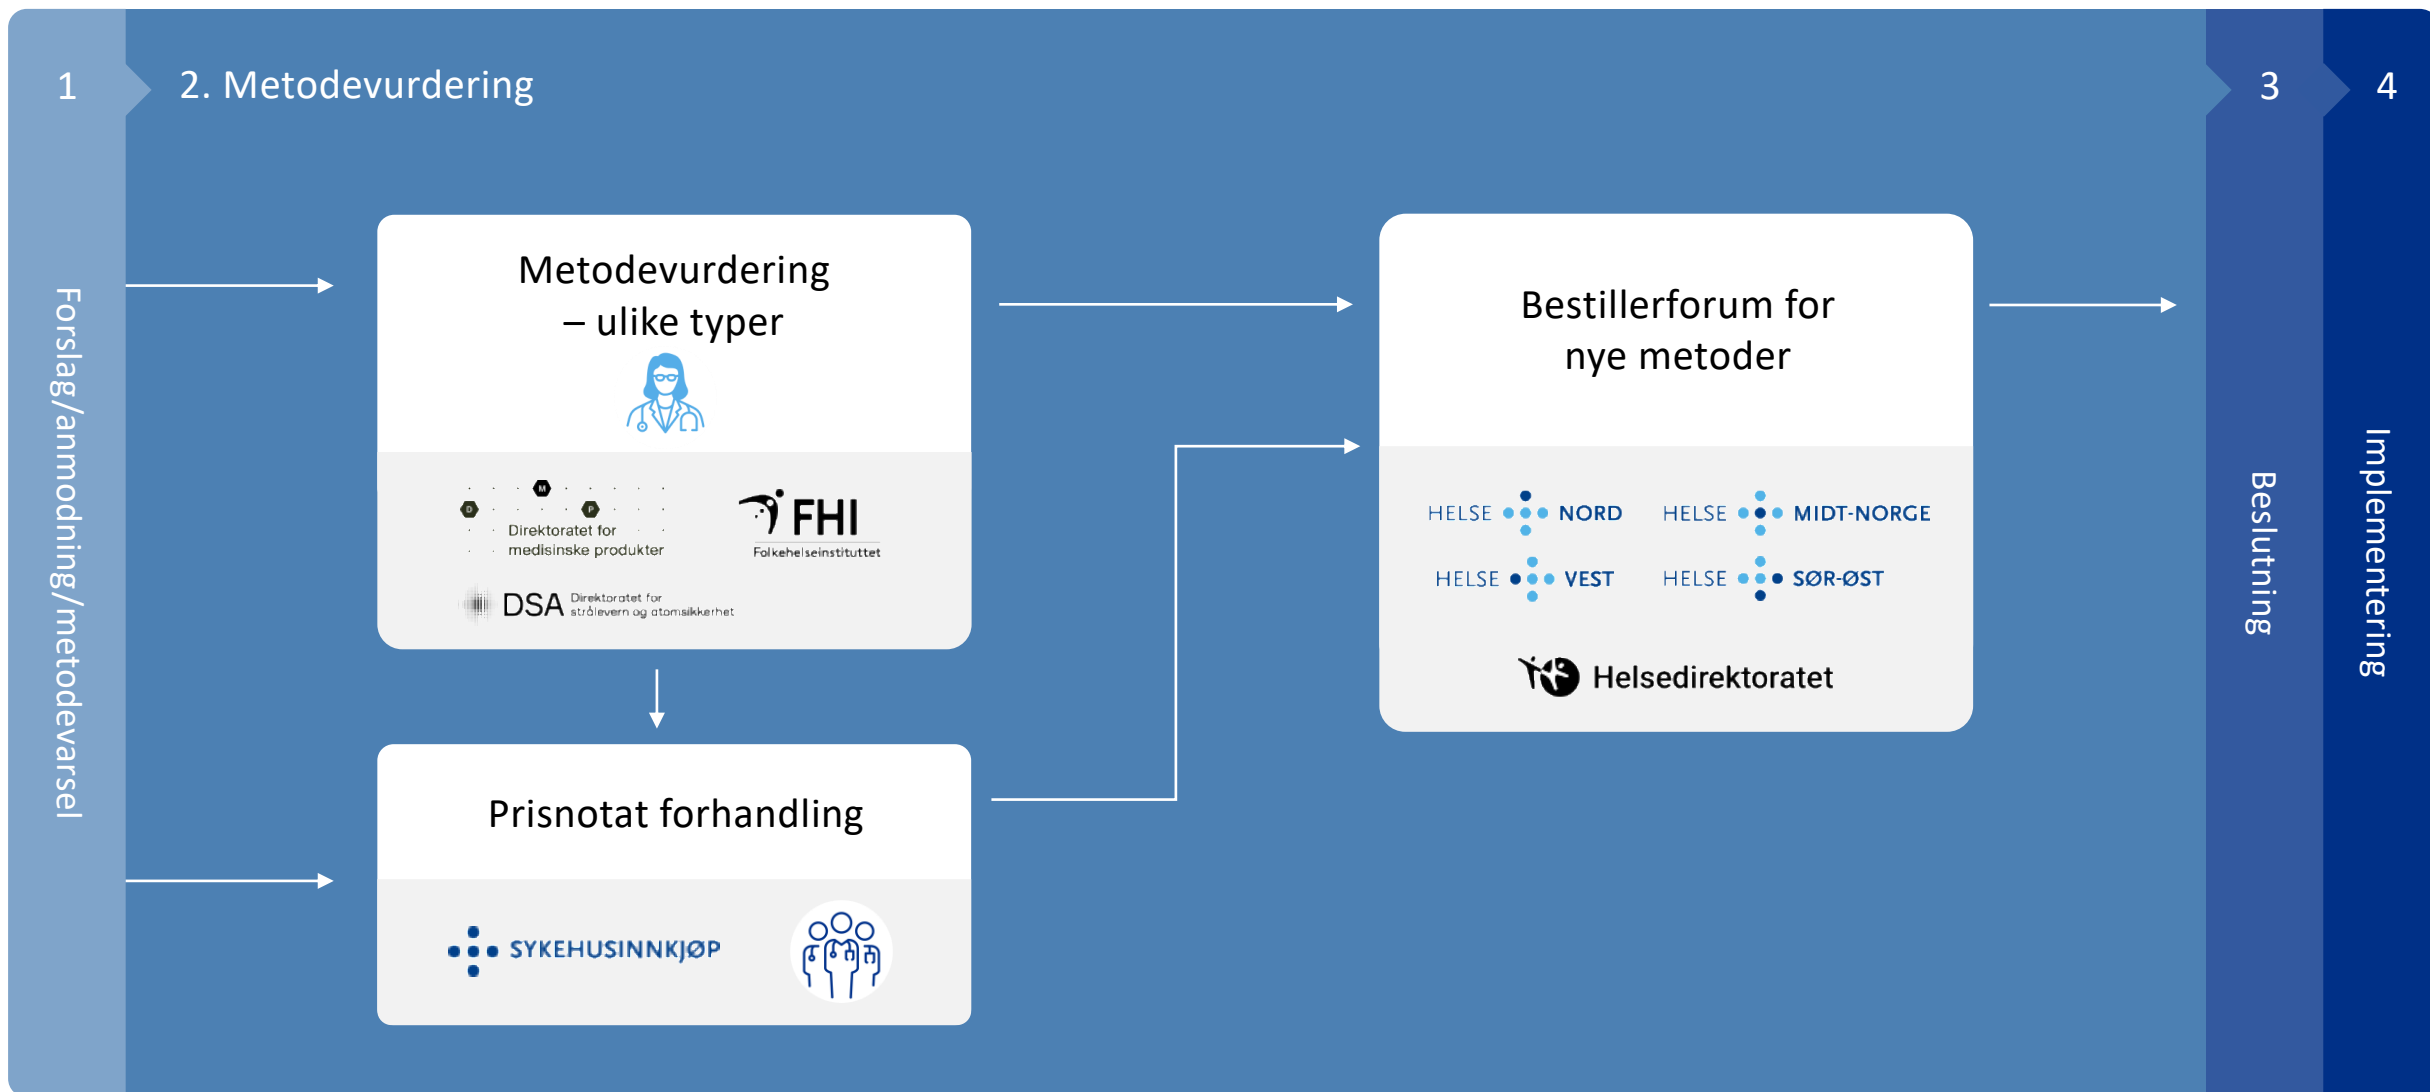 1
2. Metodevurdering
3
4
Forslag/anmodning/metodevarsel
Metodevurdering
– ulike typer
D
M
P
Direktoratet for
medisinske produkter
FHI
Folkehelseinstituttet
DSA
Direktoratet for
strålevern og atomsikkerhet
Prisnotat forhandling
SYKEHUSINNKJØP
Bestillerforum for
nye metoder
HELSE NORD
HELSE MIDT-NORGE
HELSE VEST
HELSE SØR-ØST
Helsedirektoratet
Beslutning
Implementering